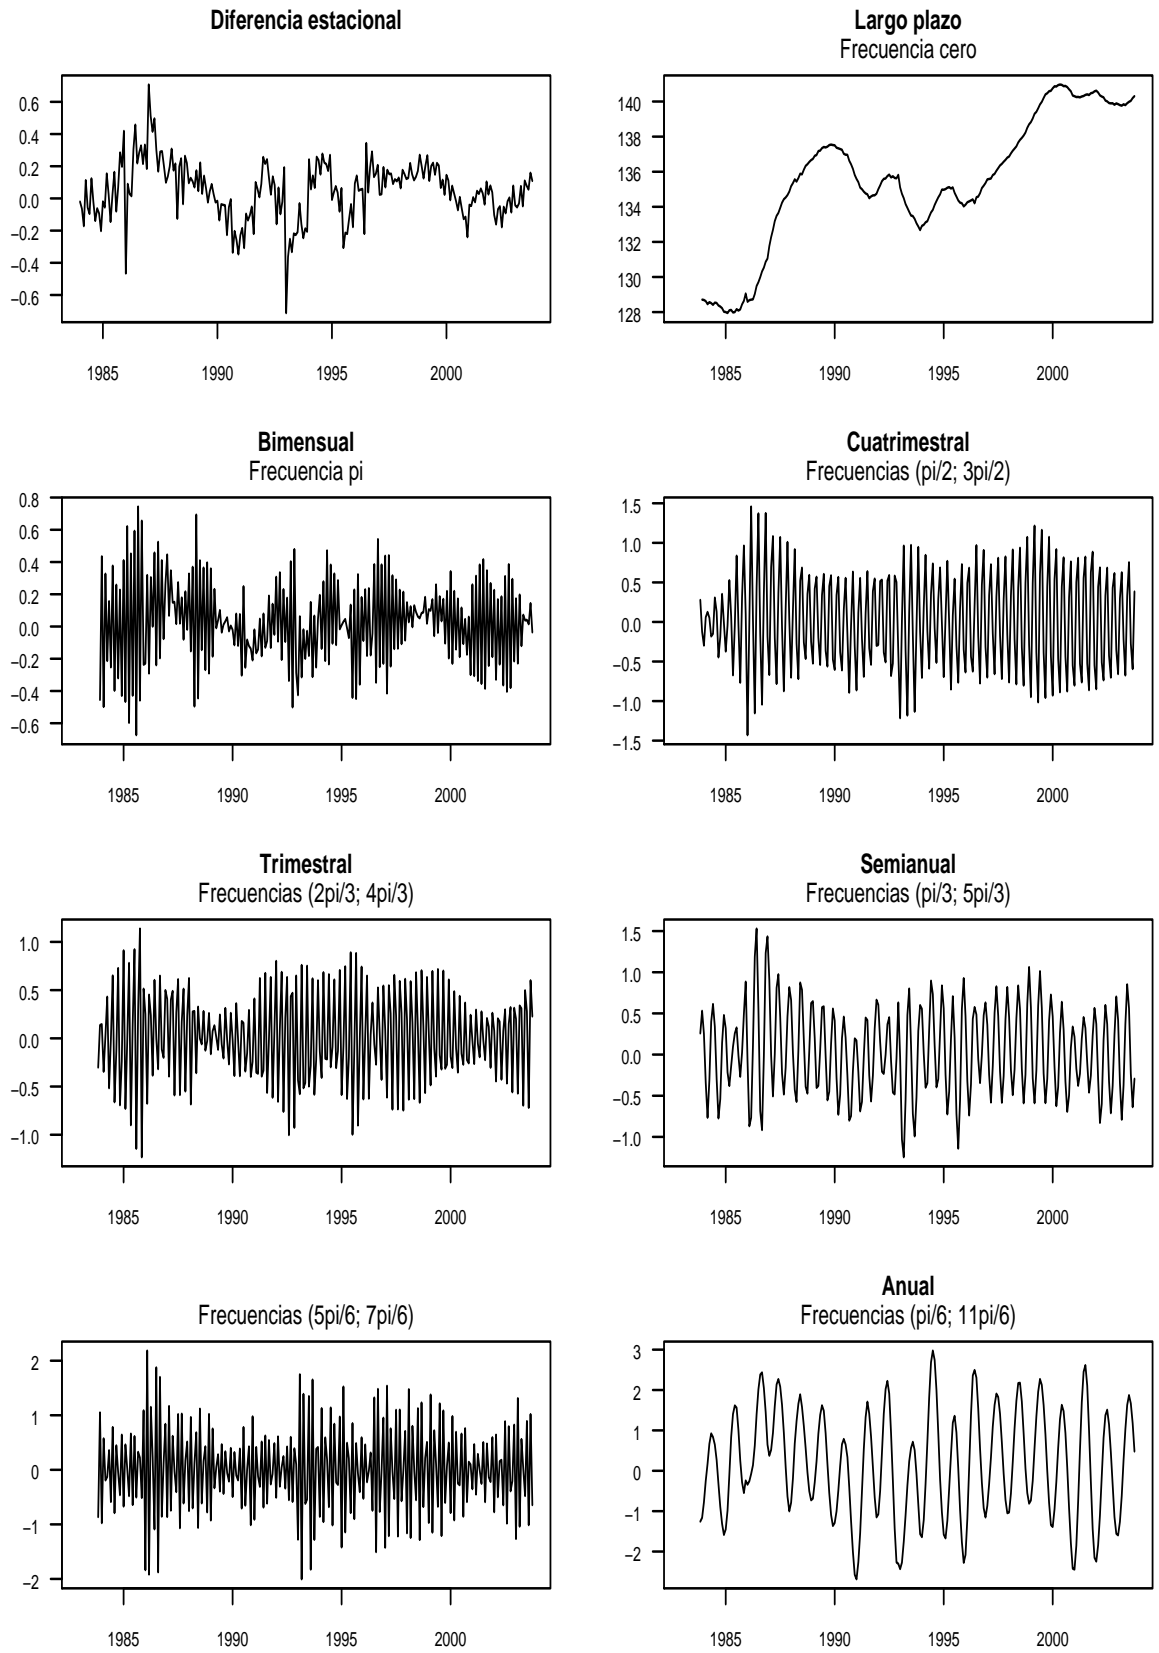 Diferencia estacional
0.6
0.4
0.2
0.0
−0.2
−0.4
−0.6
1985 1990 1995 2000
Largo plazo
Frecuencia cero
140
138
136
134
132
130
128
1985 1990 1995 2000
Bimensual
Frecuencia pi
0.8
0.6
0.4
0.2
0.0
−0.2
−0.4
−0.6
1985 1990 1995 2000
Cuatrimestral
Frecuencias (pi/2; 3pi/2)
1.5
1.0
0.5
0.0
−0.5
−1.0
−1.5
1985 1990 1995 2000
Trimestral
Frecuencias (2pi/3; 4pi/3)
1.0
0.5
0.0
−0.5
−1.0
1985 1990 1995 2000
Semianual
Frecuencias (pi/3; 5pi/3)
1.5
1.0
0.5
0.0
−0.5
−1.0
1985 1990 1995 2000
Frecuencias (5pi/6; 7pi/6)
2
1
0
−1
−2
1985 1990 1995 2000
Anual
Frecuencias (pi/6; 11pi/6)
3
2
1
0
−1
−2
1985 1990 1995 2000